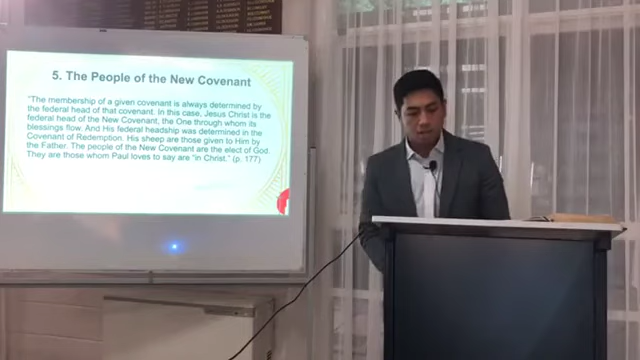 5. The People of the New Covenant
"The membership of a given covenant is always determined by
the federal head of that covenant. In this case, Jesus Christ is the
federal head of the New Covenant, the One through whom its
blessings flow. And His federal headship was determined in the
Covenant of Redemption. His sheep are those given to Him by
the Father. The people of the New Covenant are the elect of God.
They are those whom Paul loves to say are "in Christ." (p. 177)